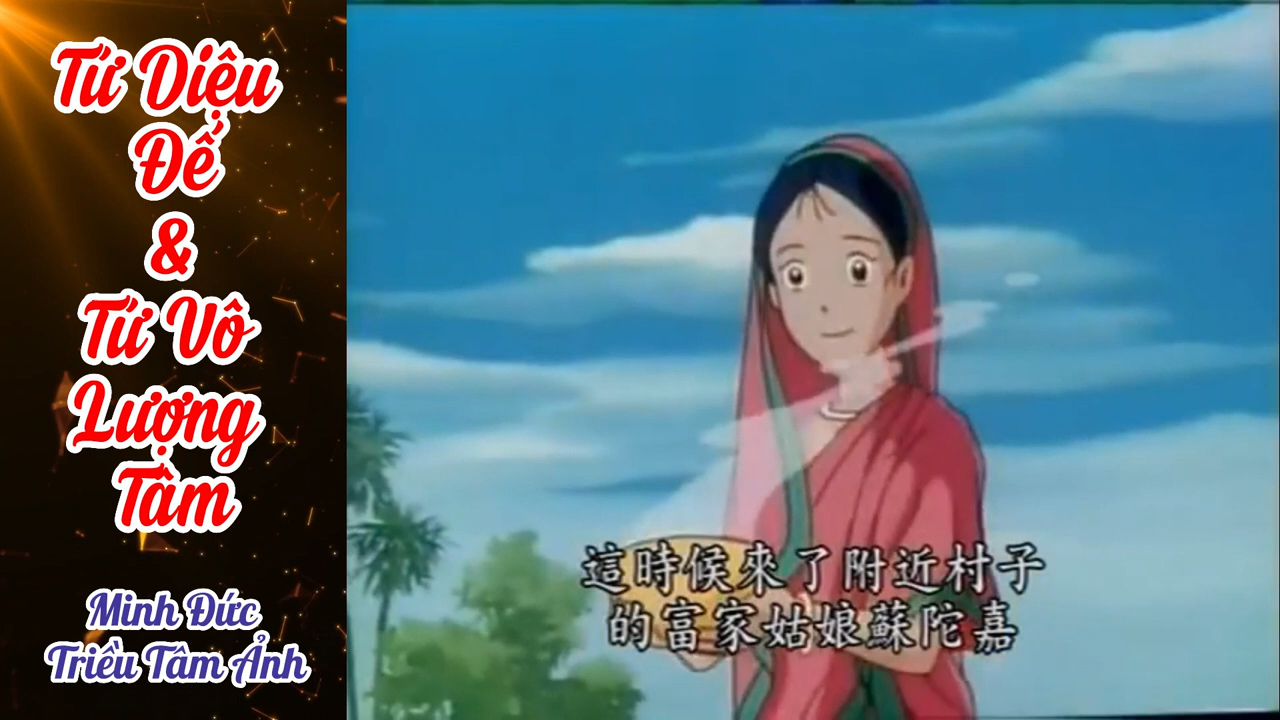 Tứ Diệu
Đế
&
Tứ Vô
Lượng
Tâm
Minh Đức
Triều Tâm Ảnh
這時候來了附近村子
的富家姑娘蘇陀嘉